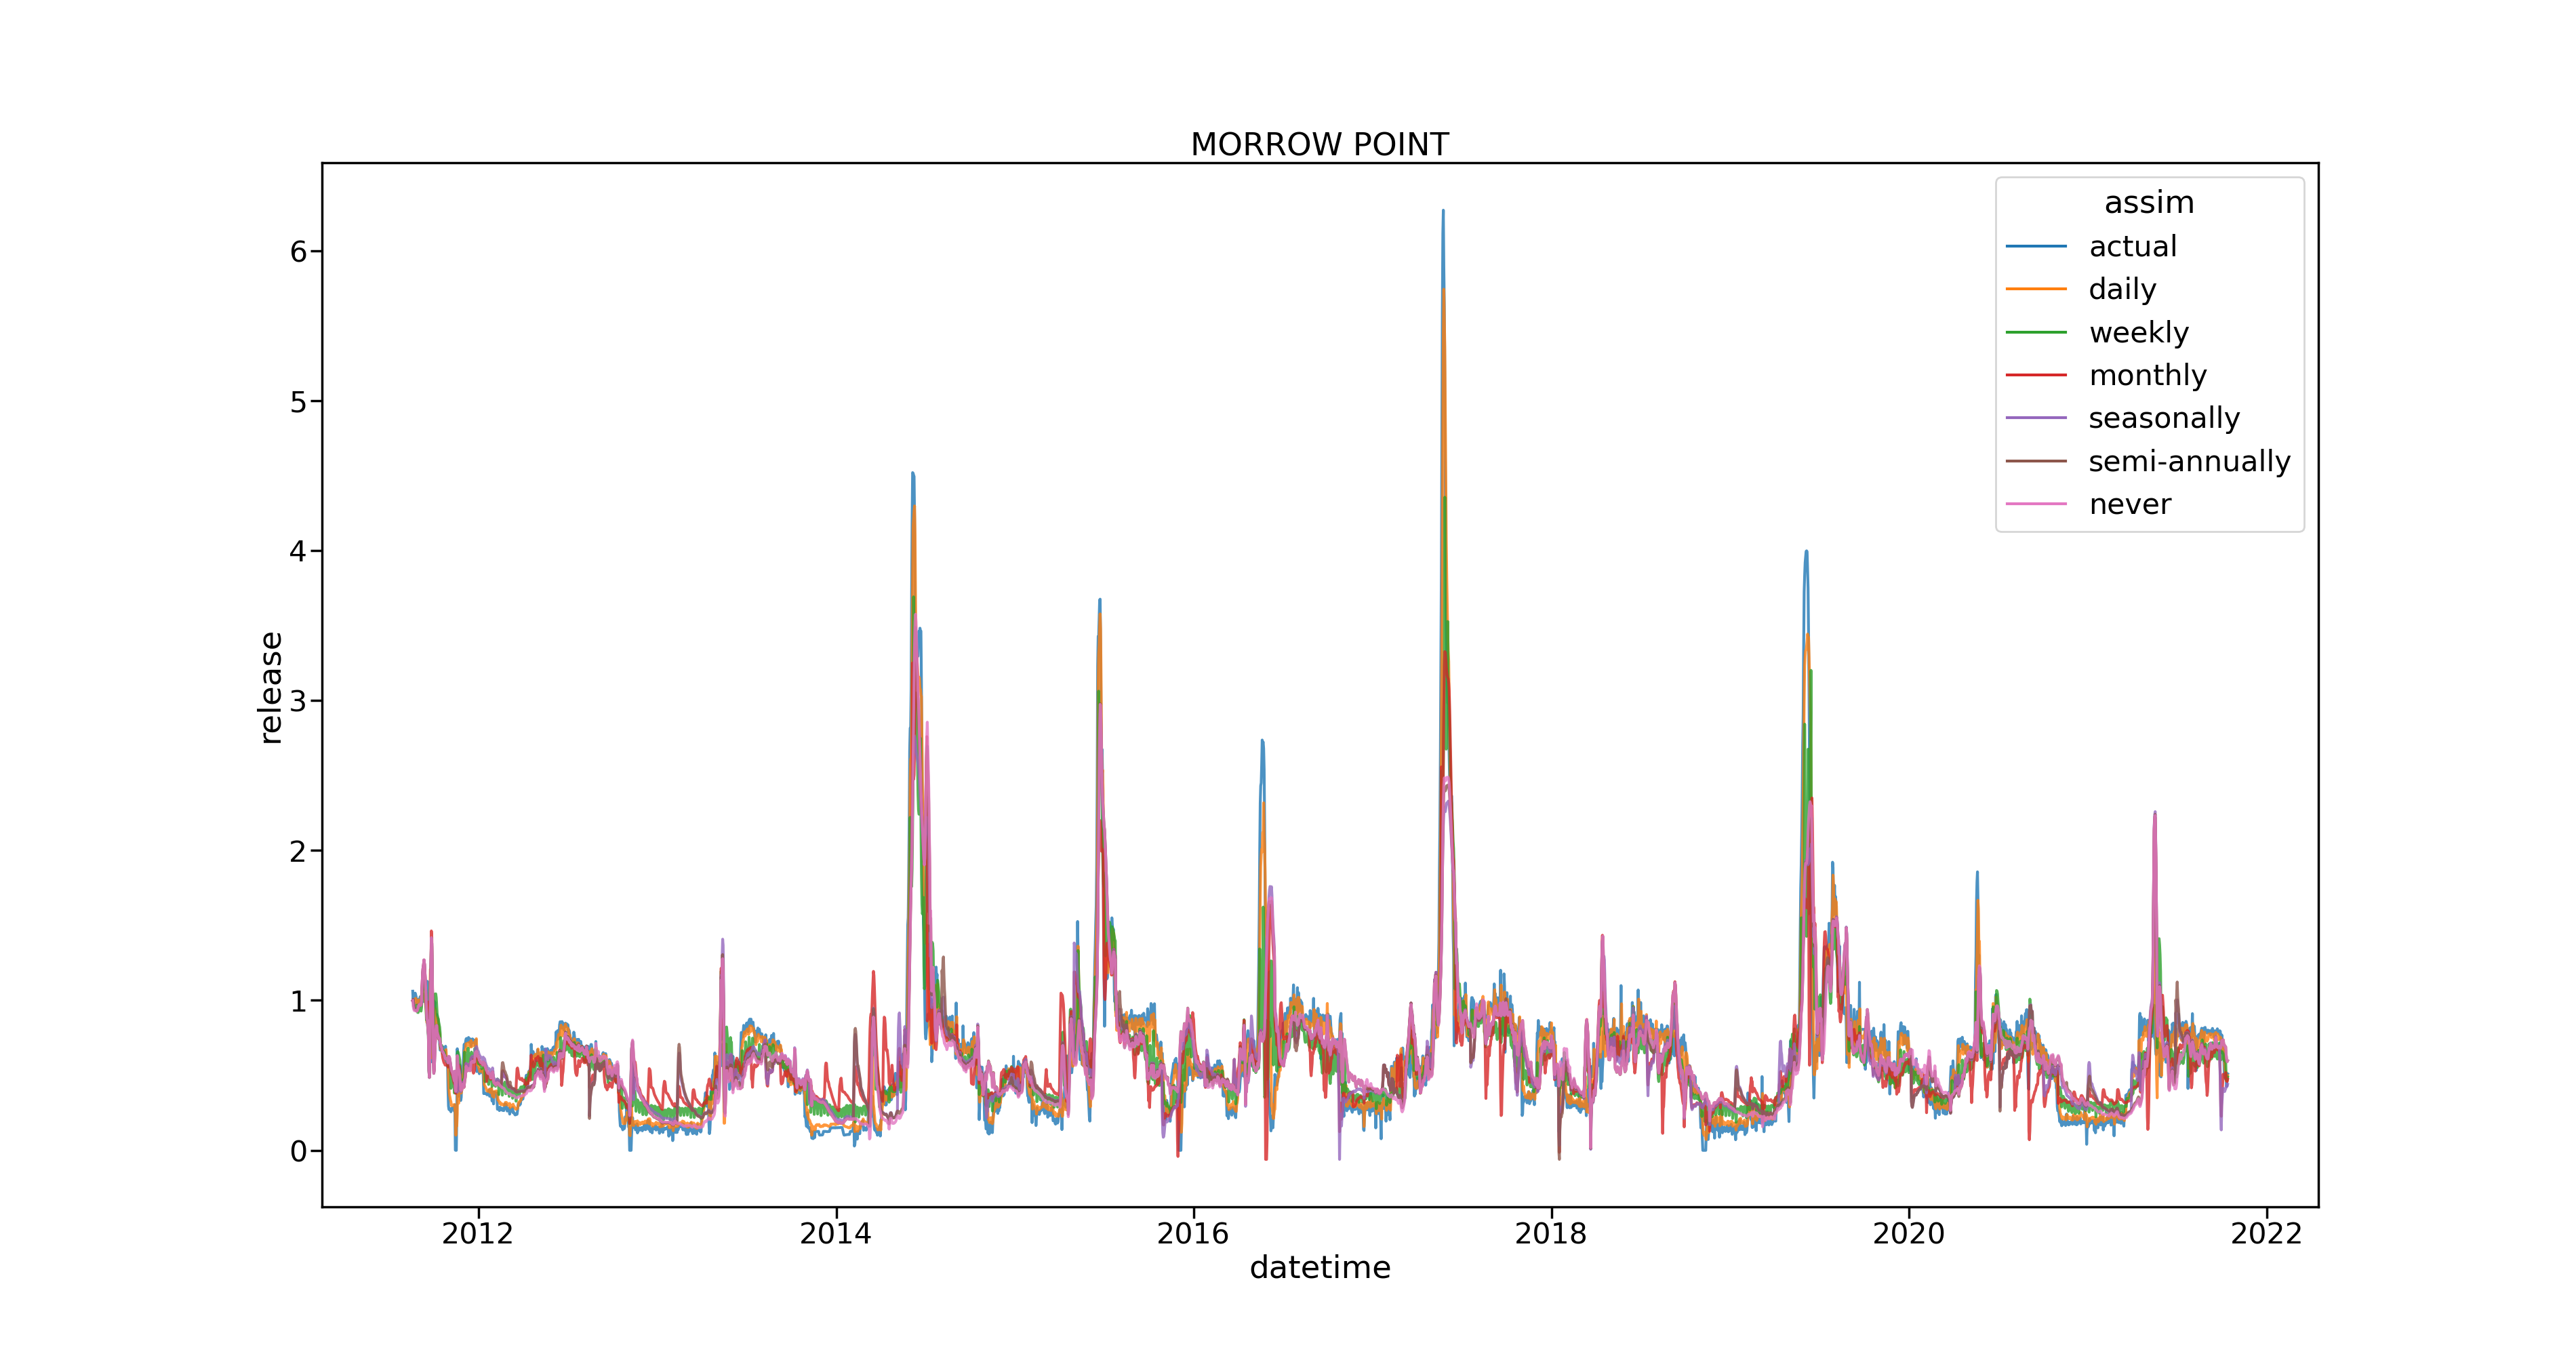 MORROW POINT
assim
actual
daily
weekly
monthly
seasonally
semi-annually
never
release
6
5
4
3
2
1
0
2012 2014 2016 2018 2020 2022
datetime